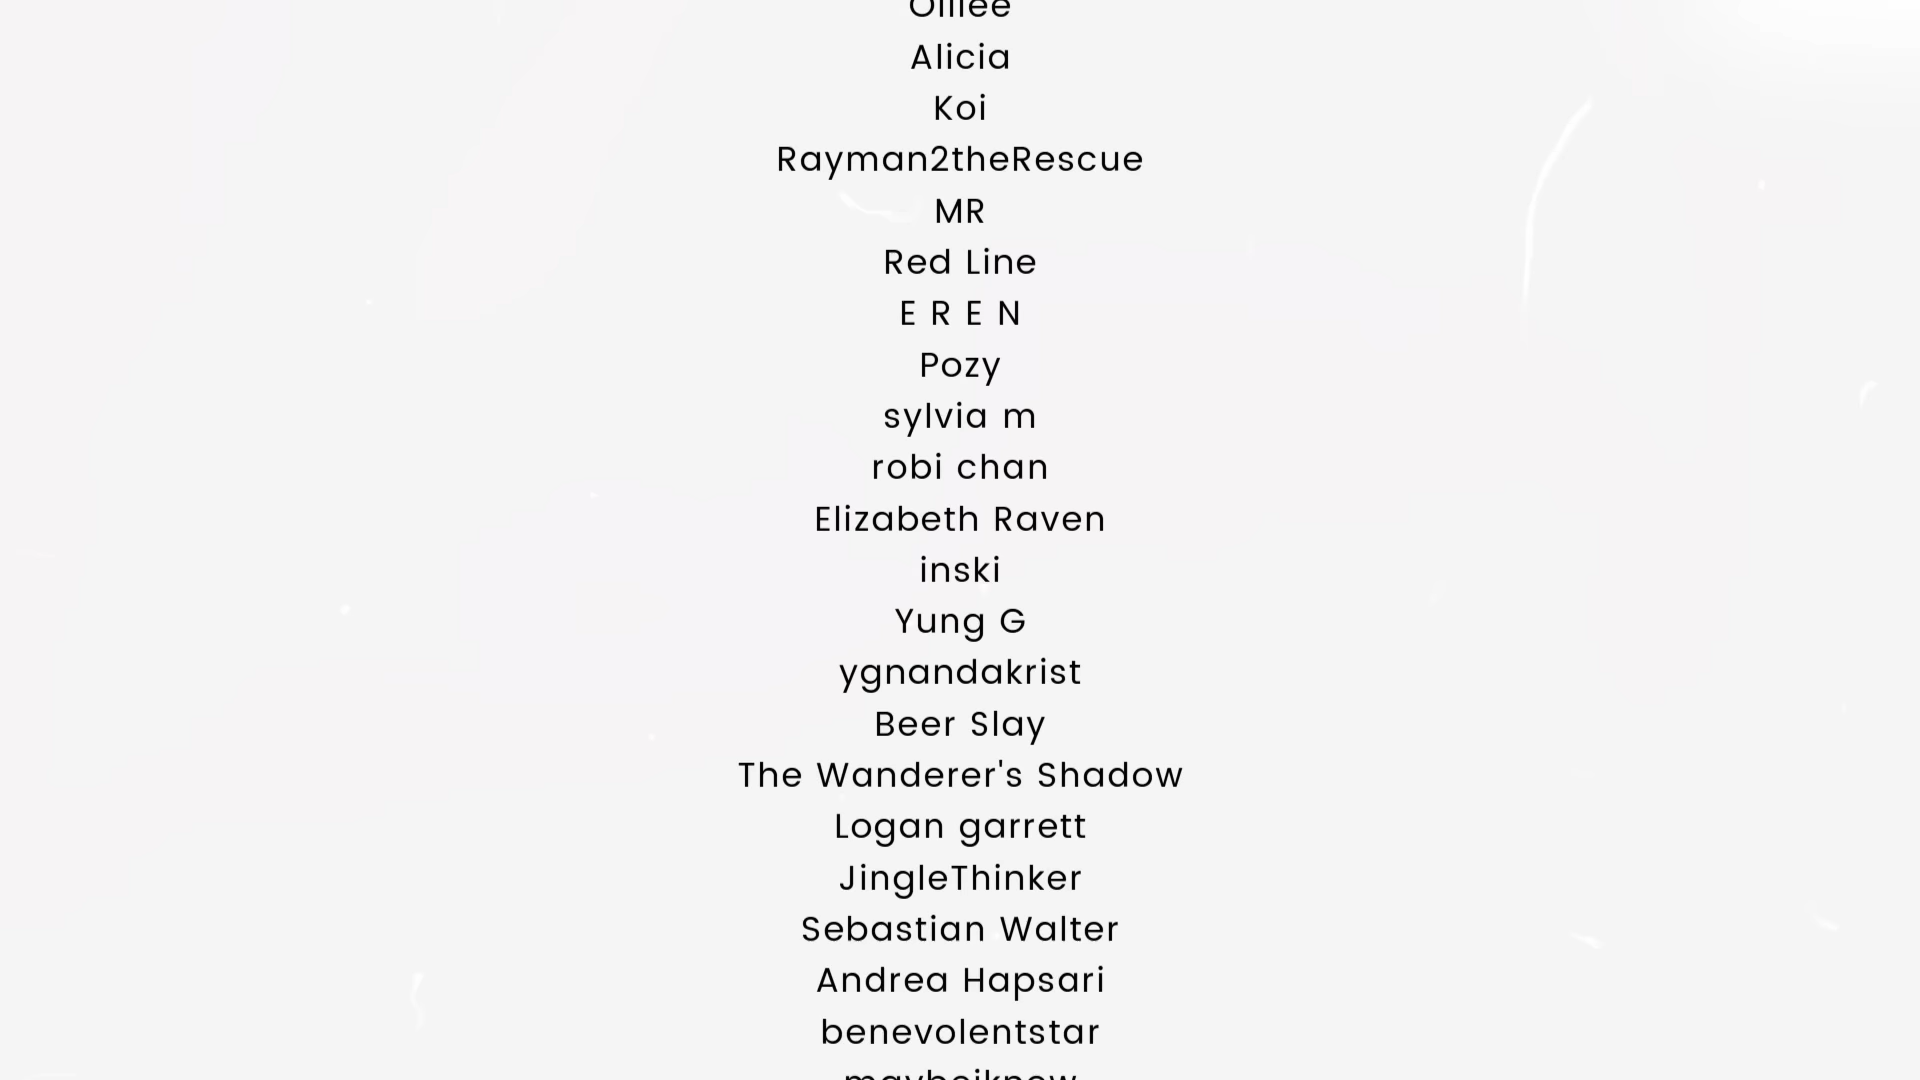 Alicia
Koi
Rayman2theRescue
MR
Red Line
E R E N
Pozy
sylvia m
robi chan
Elizabeth Raven
inski
Yung G
ygnandakrist
Beer Slay
The Wanderer's Shadow
Logan garrett
JingleThinker
Sebastian Walter
Andrea Hapsari
benevolentstar